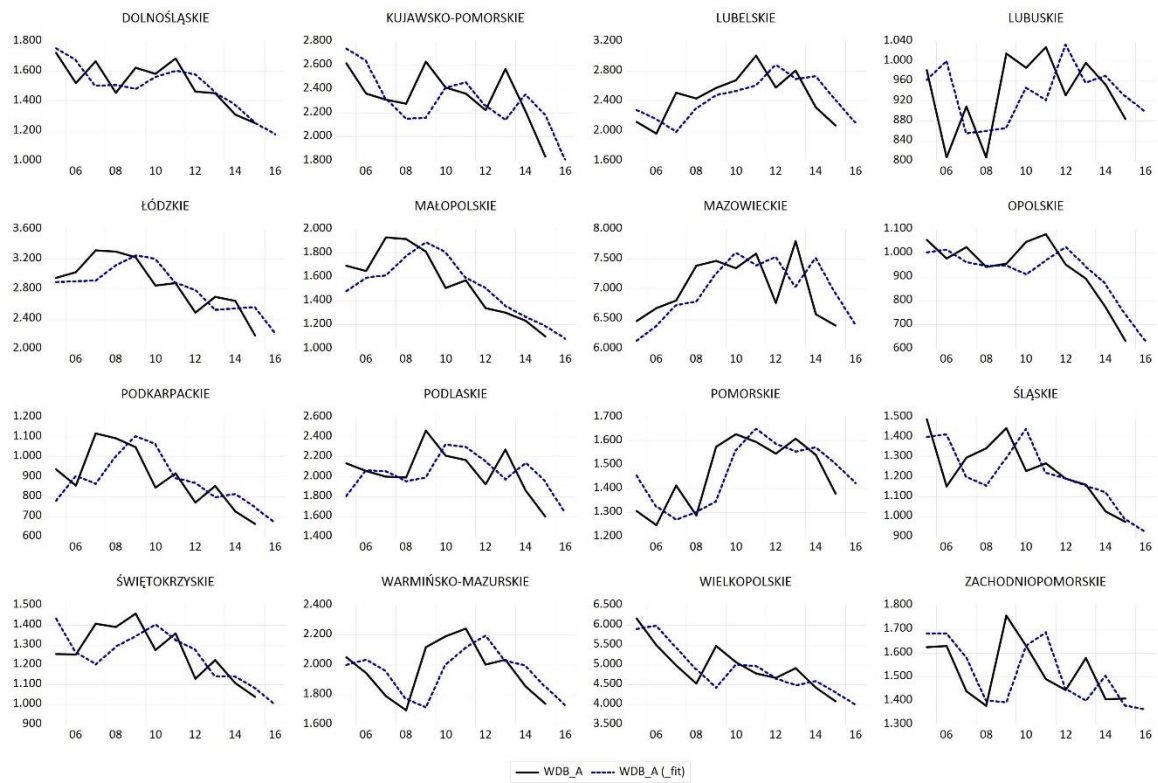 DOLNOŚLĄSKIE
1.800
1.600
1.400
1.200
1.000
06 08 10 12 14 16
KUJAWSKO-POMORSKIE
2.800
2.600
2.400
2.200
2.000
1.800
06 08 10 12 14 16
LUBELSKIE
3.200
2.800
2.400
2.000
1.600
06 08 10 12 14 16
LUBUSKIE
1.040
1.000
960
920
880
840
800
06 08 10 12 14 16
ŁÓDZKIE
3.600
3.200
2.800
2.400
2.000
06 08 10 12 14 16
MAŁOPOLSKIE
2.000
1.800
1.600
1.400
1.200
1.000
06 08 10 12 14 16
MAZOWIECKIE
8.000
7.500
7.000
6.500
6.000
06 08 10 12 14 16
OPOLSKIE
1.100
1.000
900
800
700
600
06 08 10 12 14 16
PODKARPACKIE
1.200
1.100
1.000
900
800
700
600
06 08 10 12 14 16
PODLASKIE
2.600
2.400
2.200
2.000
1.800
1.600
1.400
06 08 10 12 14 16
POMORSKIE
1.700
1.600
1.500
1.400
1.300
1.200
06 08 10 12 14 16
ŚLĄSKIE
1.500
1.400
1.300
1.200
1.100
1.000
900
06 08 10 12 14 16
ŚWIĘTOKRZYSKIE
1.500
1.400
1.300
1.200
1.100
1.000
900
06 08 10 12 14 16
WARMIŃSKO-MAZURSKIE
2.400
2.200
2.000
1.800
1.600
06 08 10 12 14 16
WIELKOPOLSKIE
6.500
6.000
5.500
5.000
4.500
4.000
3.500
06 08 10 12 14 16
ZACHODNIOPOMORSKIE
1.800
1.700
1.600
1.500
1.400
1.300
06 08 10 12 14 16
WDB_A WDB_A (_fit)